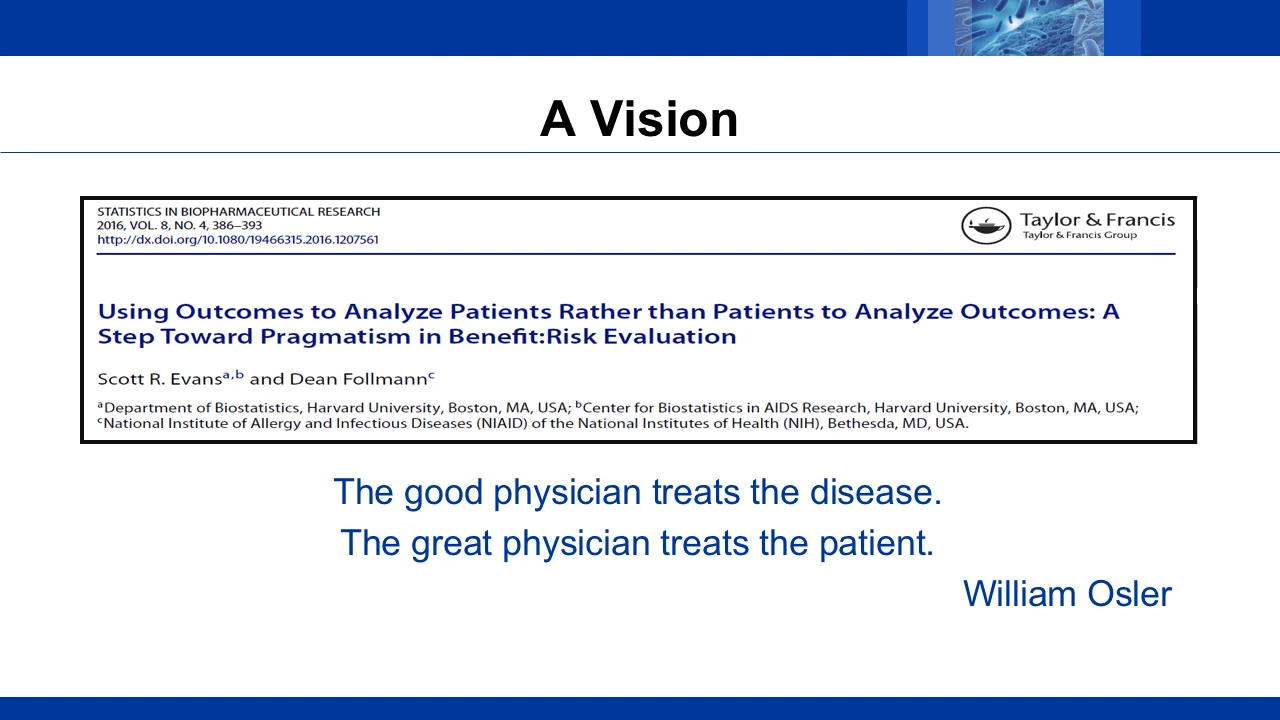 A Vision
STATISTICS IN BIOPHARMACEUTICAL RESEARCH
2016, VOL. 8, NO. 4, 386–393
http://dx.doi.org/10.1080/19466315.2016.1207561
Taylor & Francis
Taylor & Francis Group
Using Outcomes to Analyze Patients Rather than Patients to Analyze Outcomes: A
Step Toward Pragmatism in Benefit:Risk Evaluation
Scott R. Evansa,b and Dean Follmannc
aDepartment of Biostatistics, Harvard University, Boston, MA, USA; bCenter for Biostatistics in AIDS Research, Harvard University, Boston, MA, USA;
cNational Institute of Allergy and Infectious Diseases (NIAID) of the National Institutes of Health (NIH), Bethesda, MD, USA.
The good physician treats the disease.
The great physician treats the patient.
William Osler